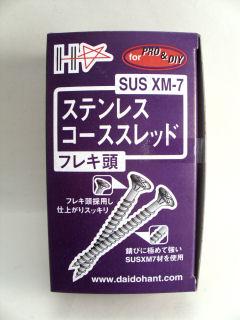 HA
for PRO & DIY
SUS XM-7
ステンレス
コーススレッド
フレキ頭
フレキ頭採用し
仕上がりスッキリ
錆びに極めて強い
SUSXM7材を使用
www.daidohant.com